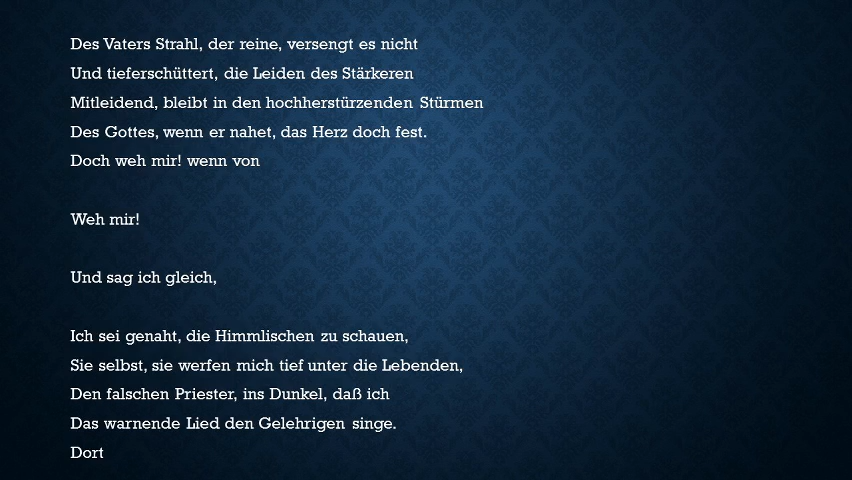 Des Vaters Strahl, der reine, versengt es nicht
Und tieferschüttert, die Leiden des Stärkeren
Mitleidend, bleibt in den hochherstürzenden Stürmen
Des Gottes, wenn er nahet, das Herz doch fest.
Doch weh mir! wenn von
Weh mir!
Und sag ich gleich,
Ich sei genaht, die Himmlischen zu schauen,
Sie selbst, sie werfen mich tief unter die Lebenden,
Den falschen Priester, ins Dunkel, daß ich
Das warnende Lied den Gelehrigen singe.
Dort